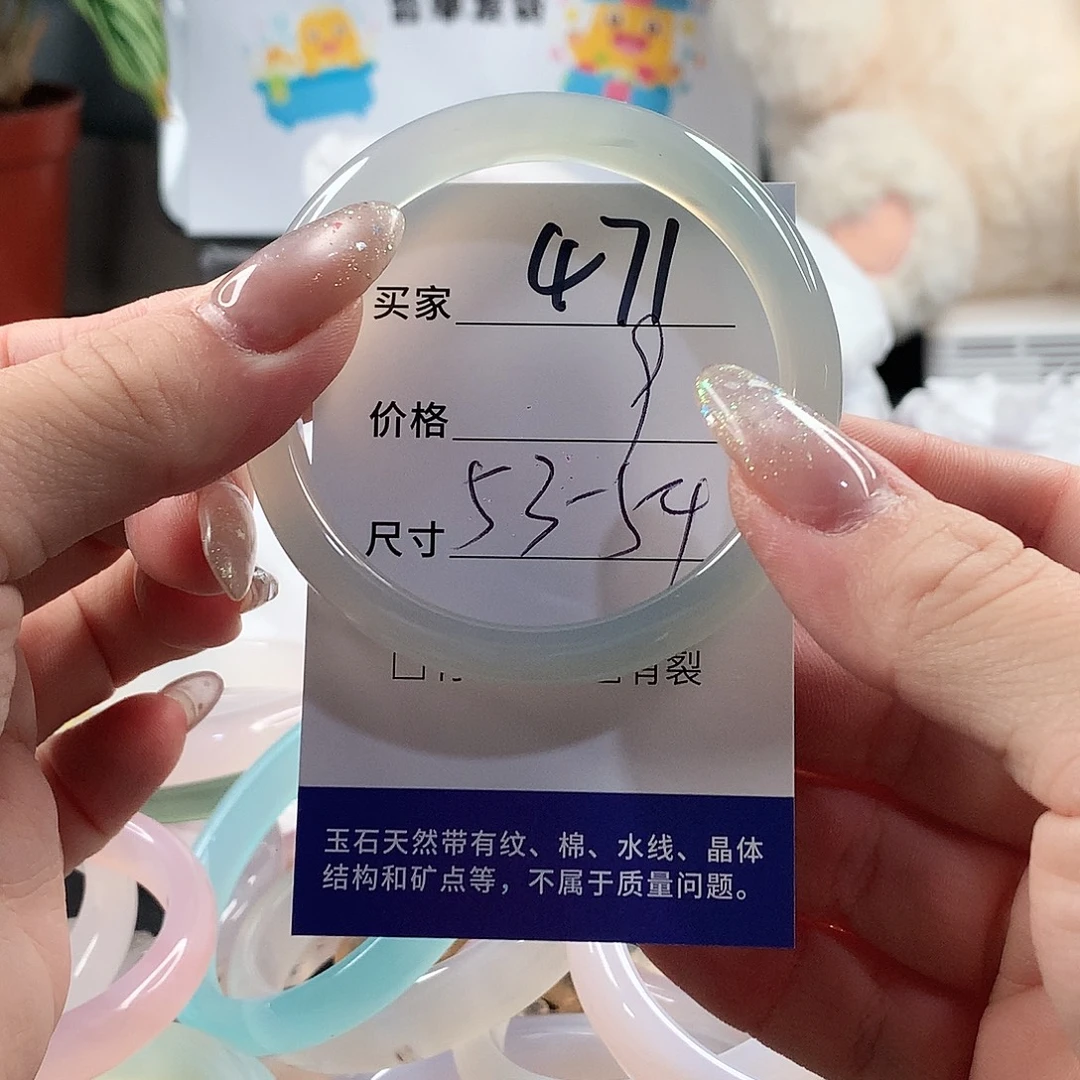 买家 471
价格
尺寸 53-54
有裂
玉石天然带有纹、棉、水线、晶体
结构和矿点等，不属于质量问题。